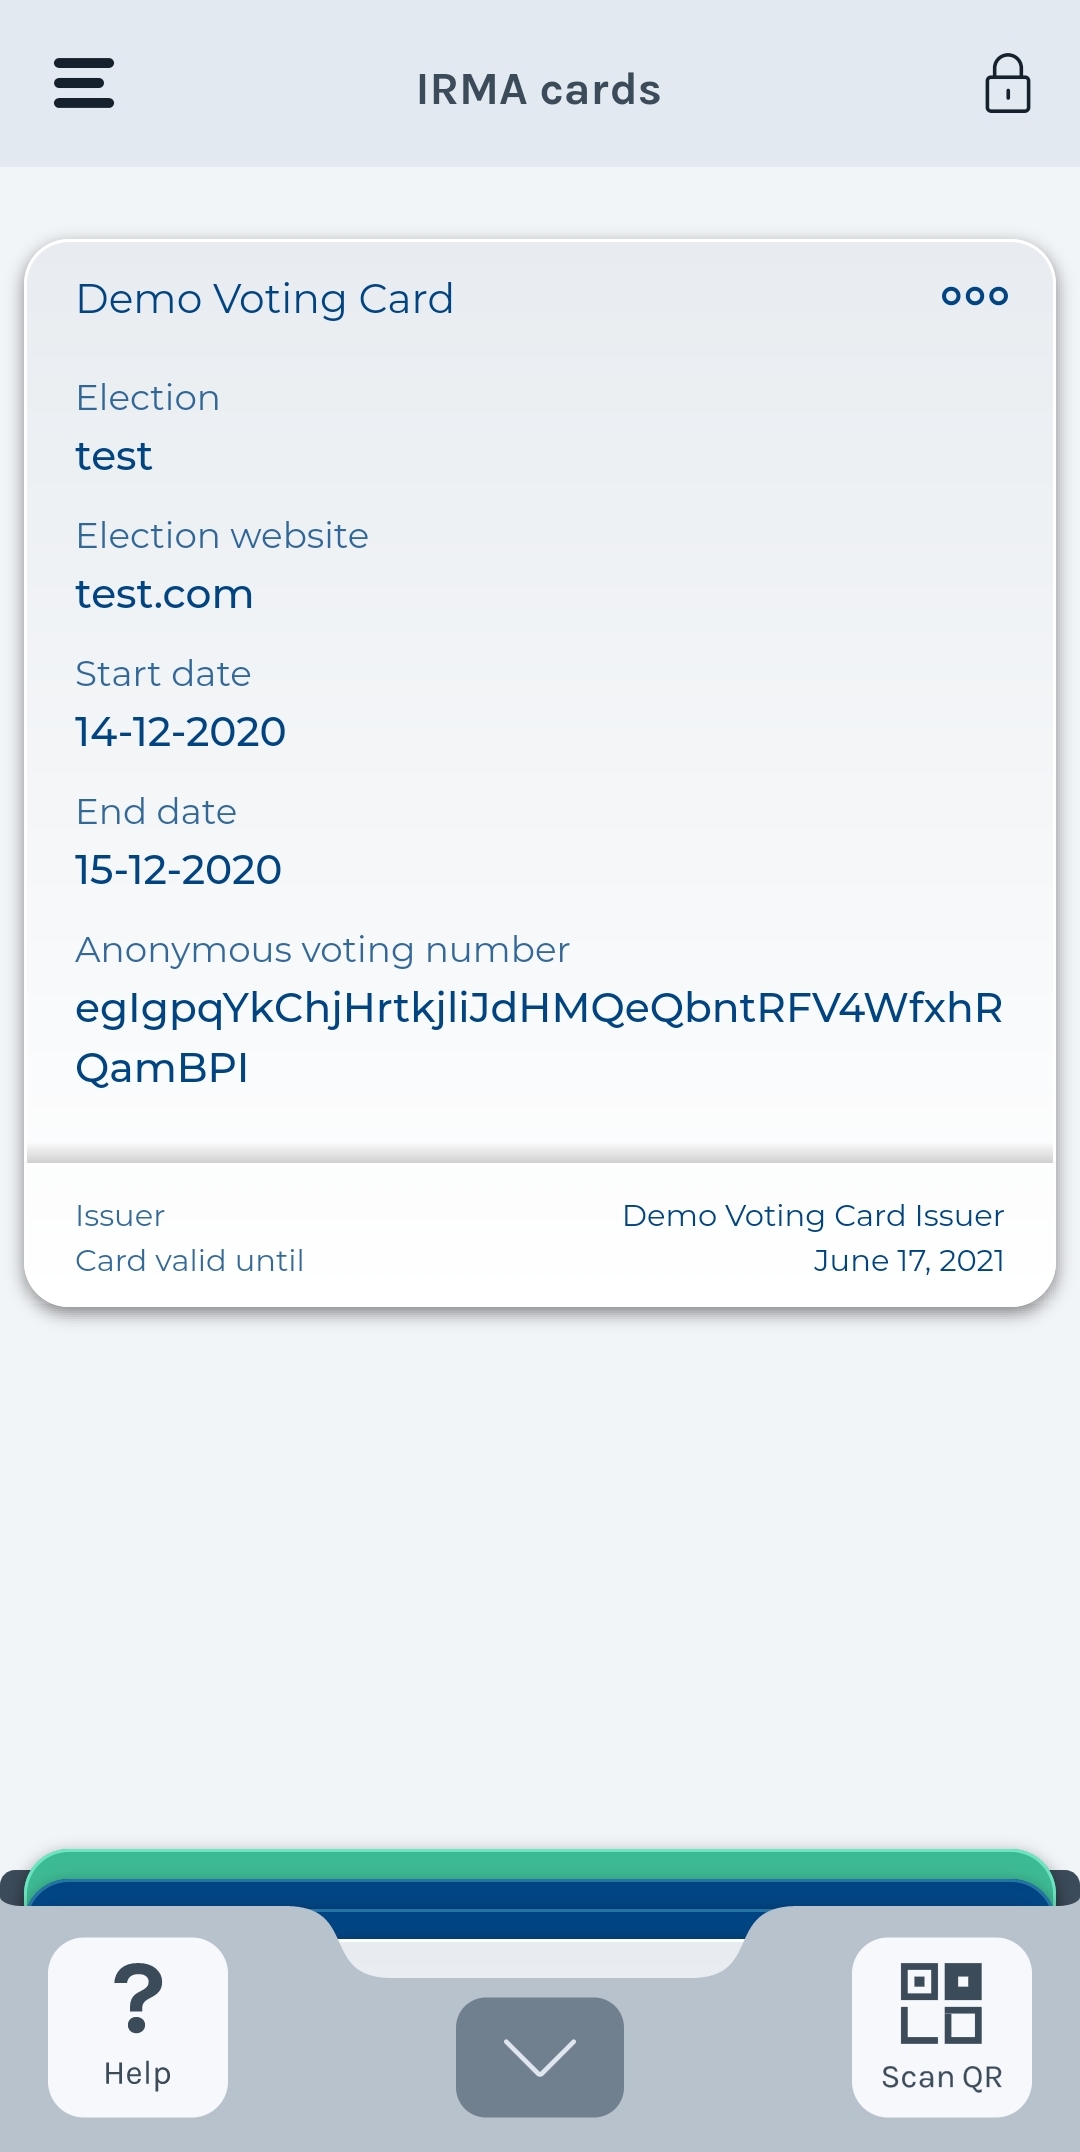 IRMA cards
Demo Voting Card
Election
test
Election website
test.com
Start date
14-12-2020
End date
15-12-2020
Anonymous voting number
egIgpqYkChjHrtkjliJdHMQeQbntRFV4WfxhR
QamBPI
Issuer Demo Voting Card Issuer
Card valid until June 17, 2021
Help
Scan QR